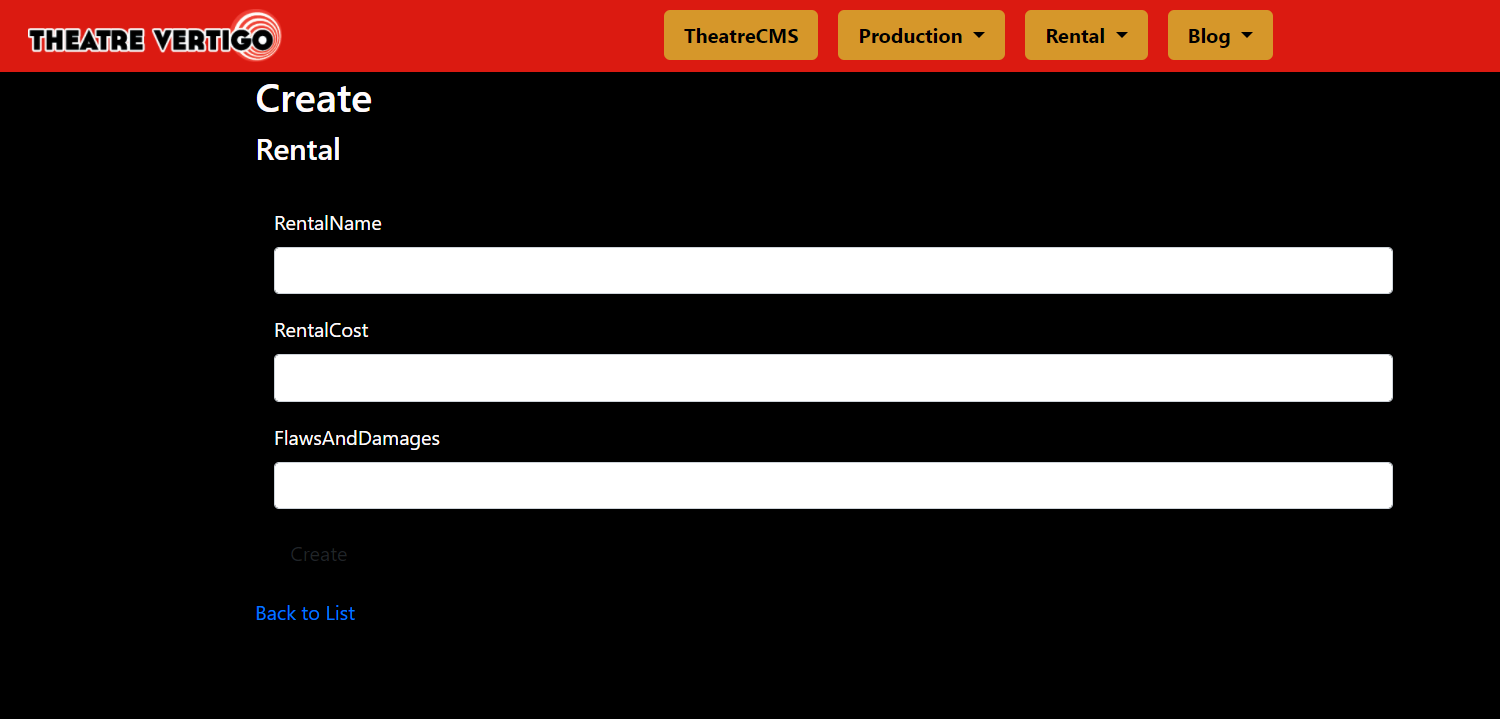 THEATRE VERTIGO TheatreCMS Production Rental Blog
Create
Rental
RentalName
RentalCost
FlawsAndDamages
Create
Back to List